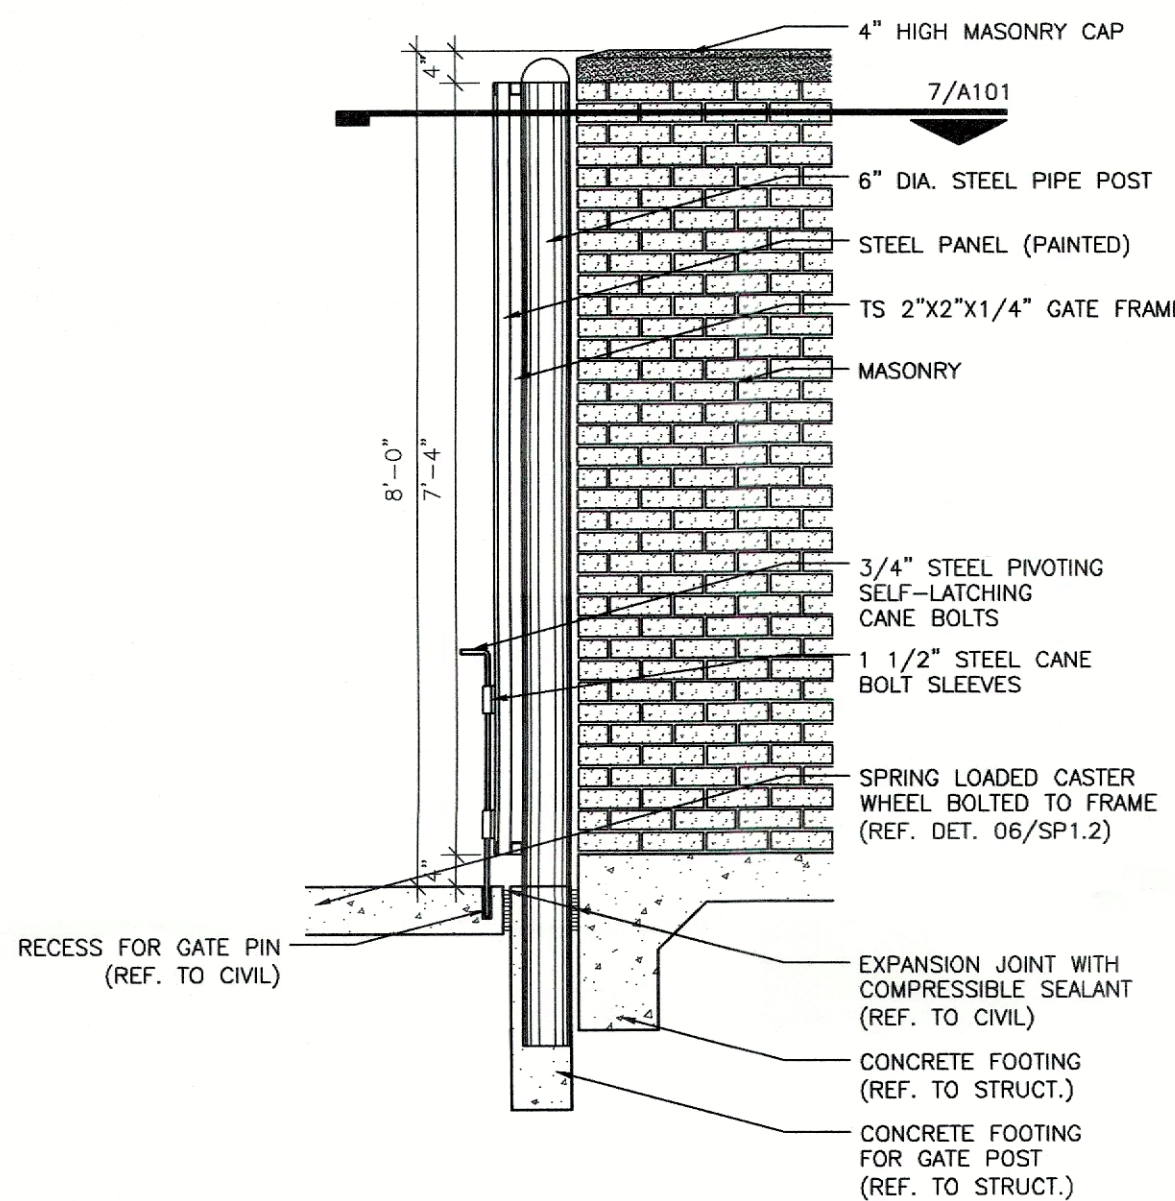 4" HIGH MASONRY CAP
7/A101
6" DIA. STEEL PIPE POST
STEEL PANEL (PAINTED)
TS 2"X2"X1/4" GATE FRAME
MASONRY
4"
8'-0"
7'-4"
4"
3/4" STEEL PIVOTING
SELF-LATCHING
CANE BOLTS
1 1/2" STEEL CANE
BOLT SLEEVES
SPRING LOADED CASTER
WHEEL BOLTED TO FRAME
(REF. DET. 06/SP1.2)
RECESS FOR GATE PIN
(REF. TO CIVIL)
EXPANSION JOINT WITH
COMPRESSIBLE SEALANT
(REF. TO CIVIL)
CONCRETE FOOTING
(REF. TO STRUCT.)
CONCRETE FOOTING
FOR GATE POST
(REF. TO STRUCT.)